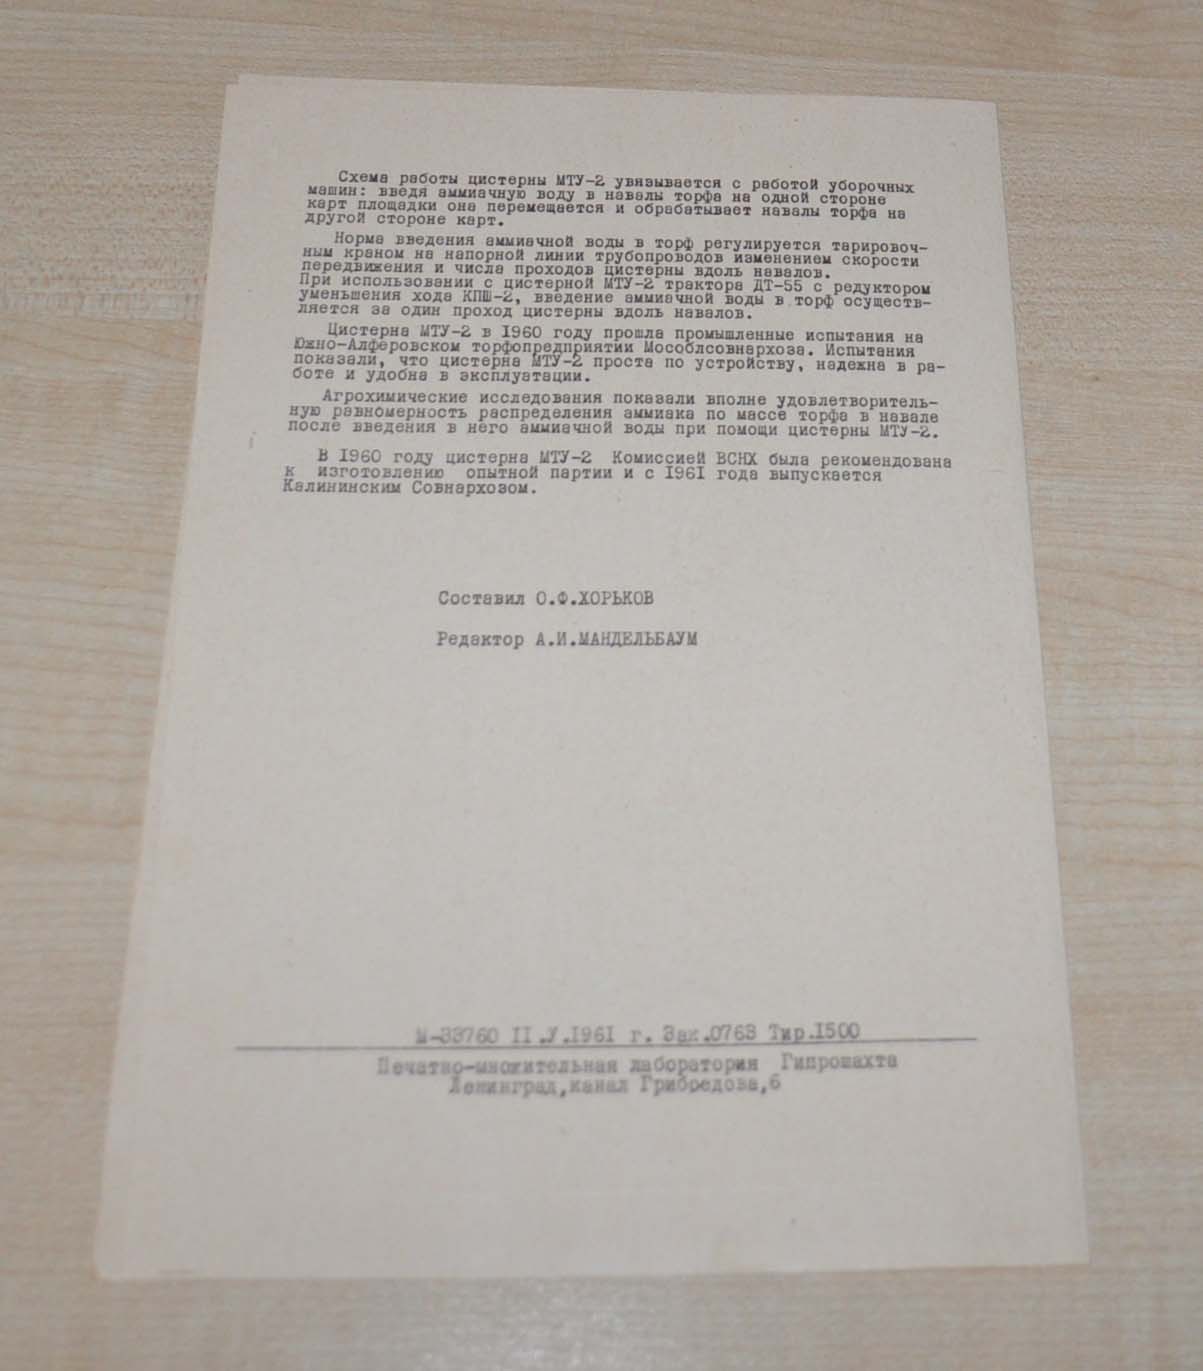 Схема работы цистерны МТУ-2 увязывается с работой уборочных
машин: введя аммиачную воду в навалы торфа на одной стороне
карт площадки она перемещается и обрабатывает навалы торфа на
другой стороне карт.
Норма введения аммиачной воды в торф регулируется тарировоч-
ным краном на напорной линии трубопроводов изменением скорости
передвижения и числа проходов цистерны вдоль навалов.
При использовании с цистерной МТУ-2 трактора ДТ-55 с редуктором
уменьшения хода КПШ-2, введение аммиачной воды в торф осуществ-
ляется за один проход цистерны вдоль навалов.
Цистерна МТУ-2 в 1960 году прошла промышленные испытания на
Южно-Алферовском торфопредприятии Мособлсовнархоза. Испытания
показали, что цистерна МТУ-2 проста по устройству, надежна в ра-
боте и удобна в эксплуатации.
Агрохимические исследования показали вполне удовлетворитель-
ную равномерность распределения аммиака по массе торфа в навале
после введения в него аммиачной воды при помощи цистерны МТУ-2.
В 1960 году цистерна МТУ-2 Комиссией ВСНХ была рекомендована
к изготовлению опытной партии и с 1961 года выпускается
Калининским Совнархозом.
Составил О.Ф.ХОРЬКОВ
Редактор А.И.МАНДЕЛЬБАУМ
М-33760 II.У.1961 г. Зак.0763 Тир.1500
Печатно-множительная лаборатория Гипрошахта
Ленинград,канал Грибоедова,6